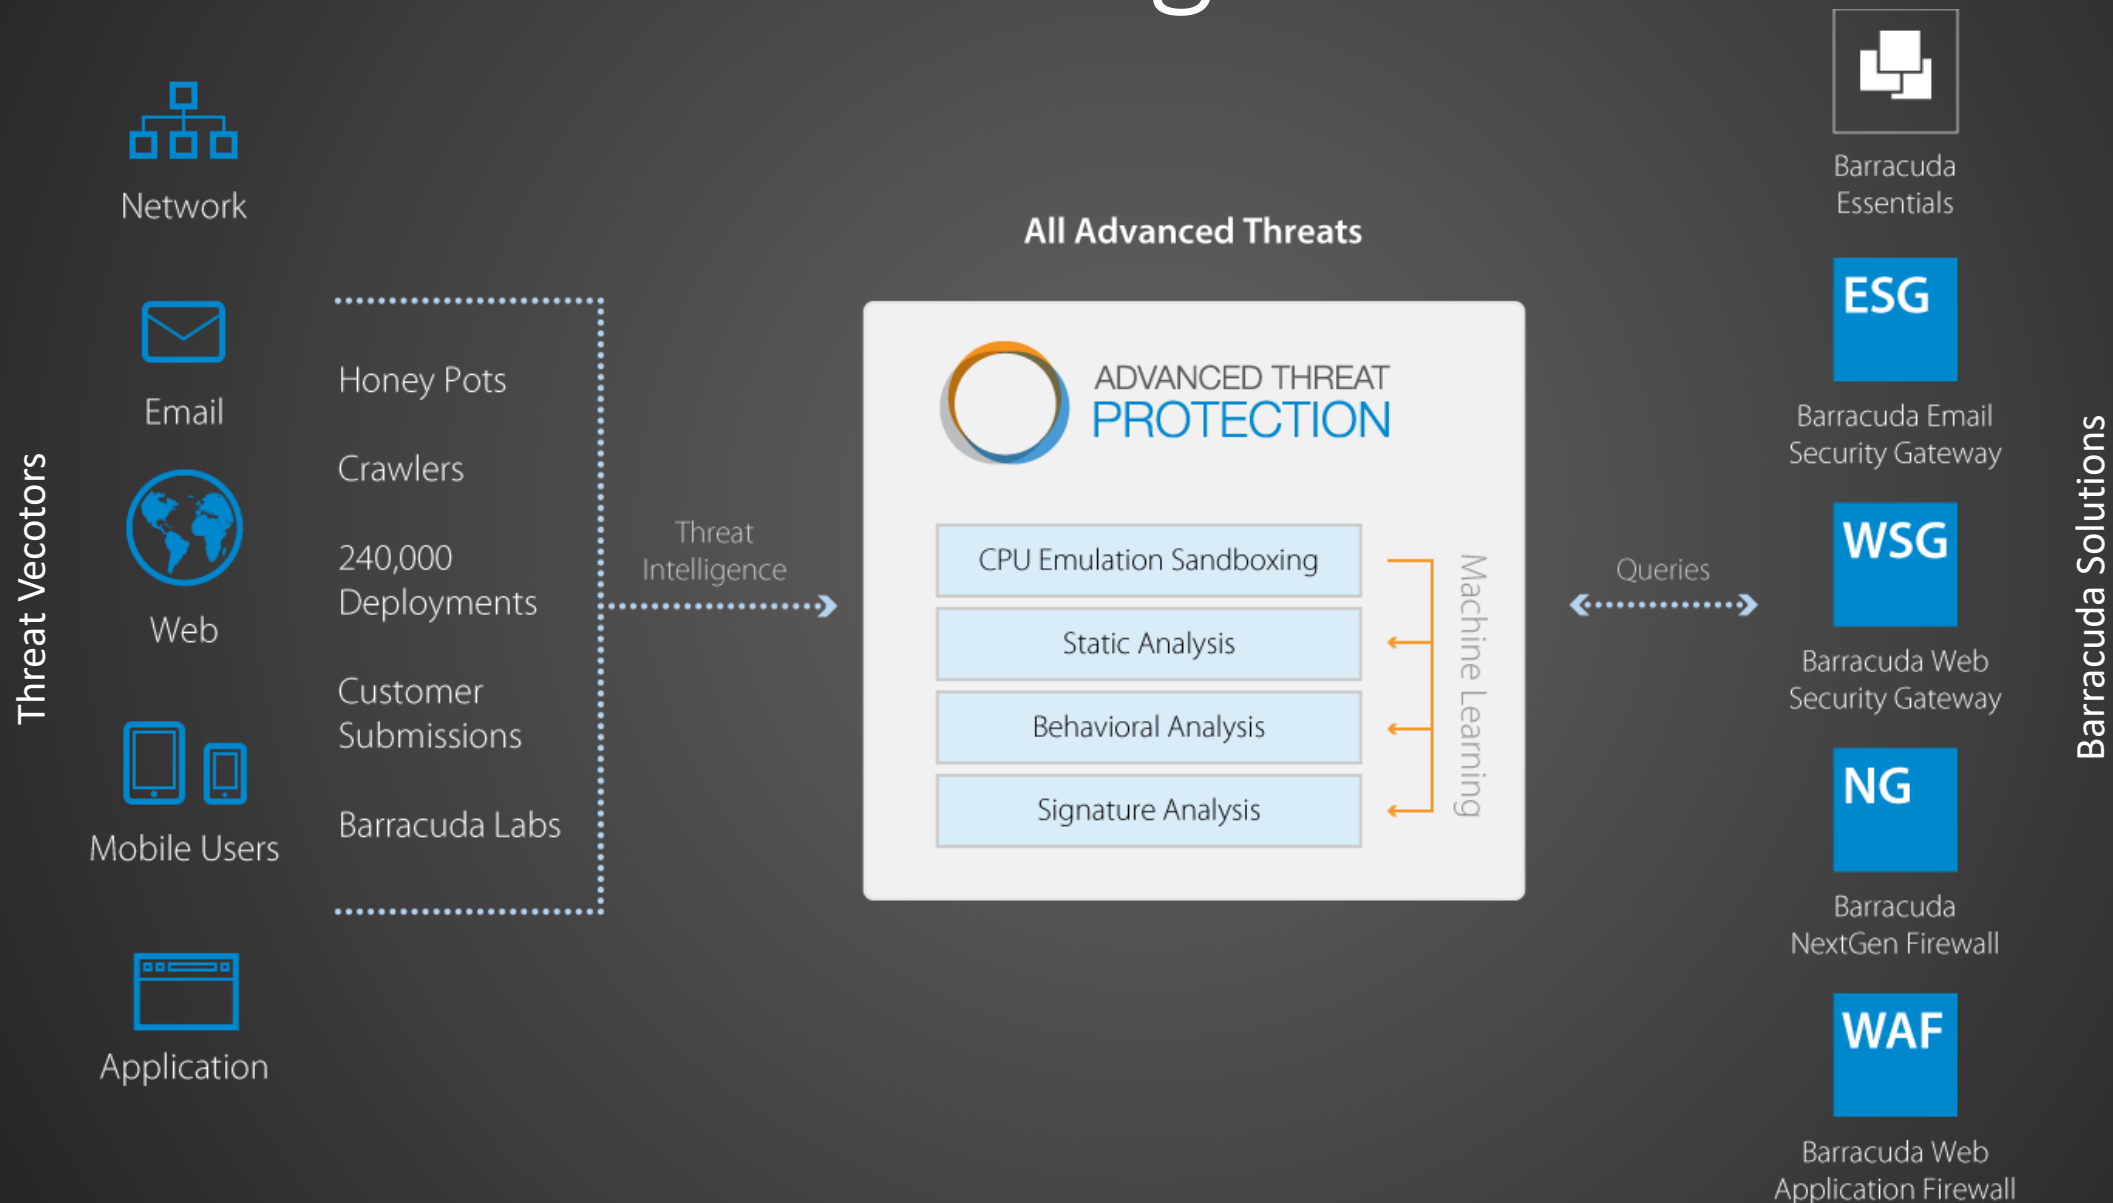 Threat Vecotors
Network
Email
Web
Mobile Users
Application
Honey Pots
Crawlers
240,000
Deployments
Customer
Submissions
Barracuda Labs
Threat
Intelligence
All Advanced Threats
ADVANCED THREAT
PROTECTION
CPU Emulation Sandboxing
Static Analysis
Behavioral Analysis
Signature Analysis
Machine Learning
Queries
Barracuda
Essentials
ESG
Barracuda Email
Security Gateway
WSG
Barracuda Web
Security Gateway
NG
Barracuda
NextGen Firewall
WAF
Barracuda Web
Application Firewall
Barracuda Solutions